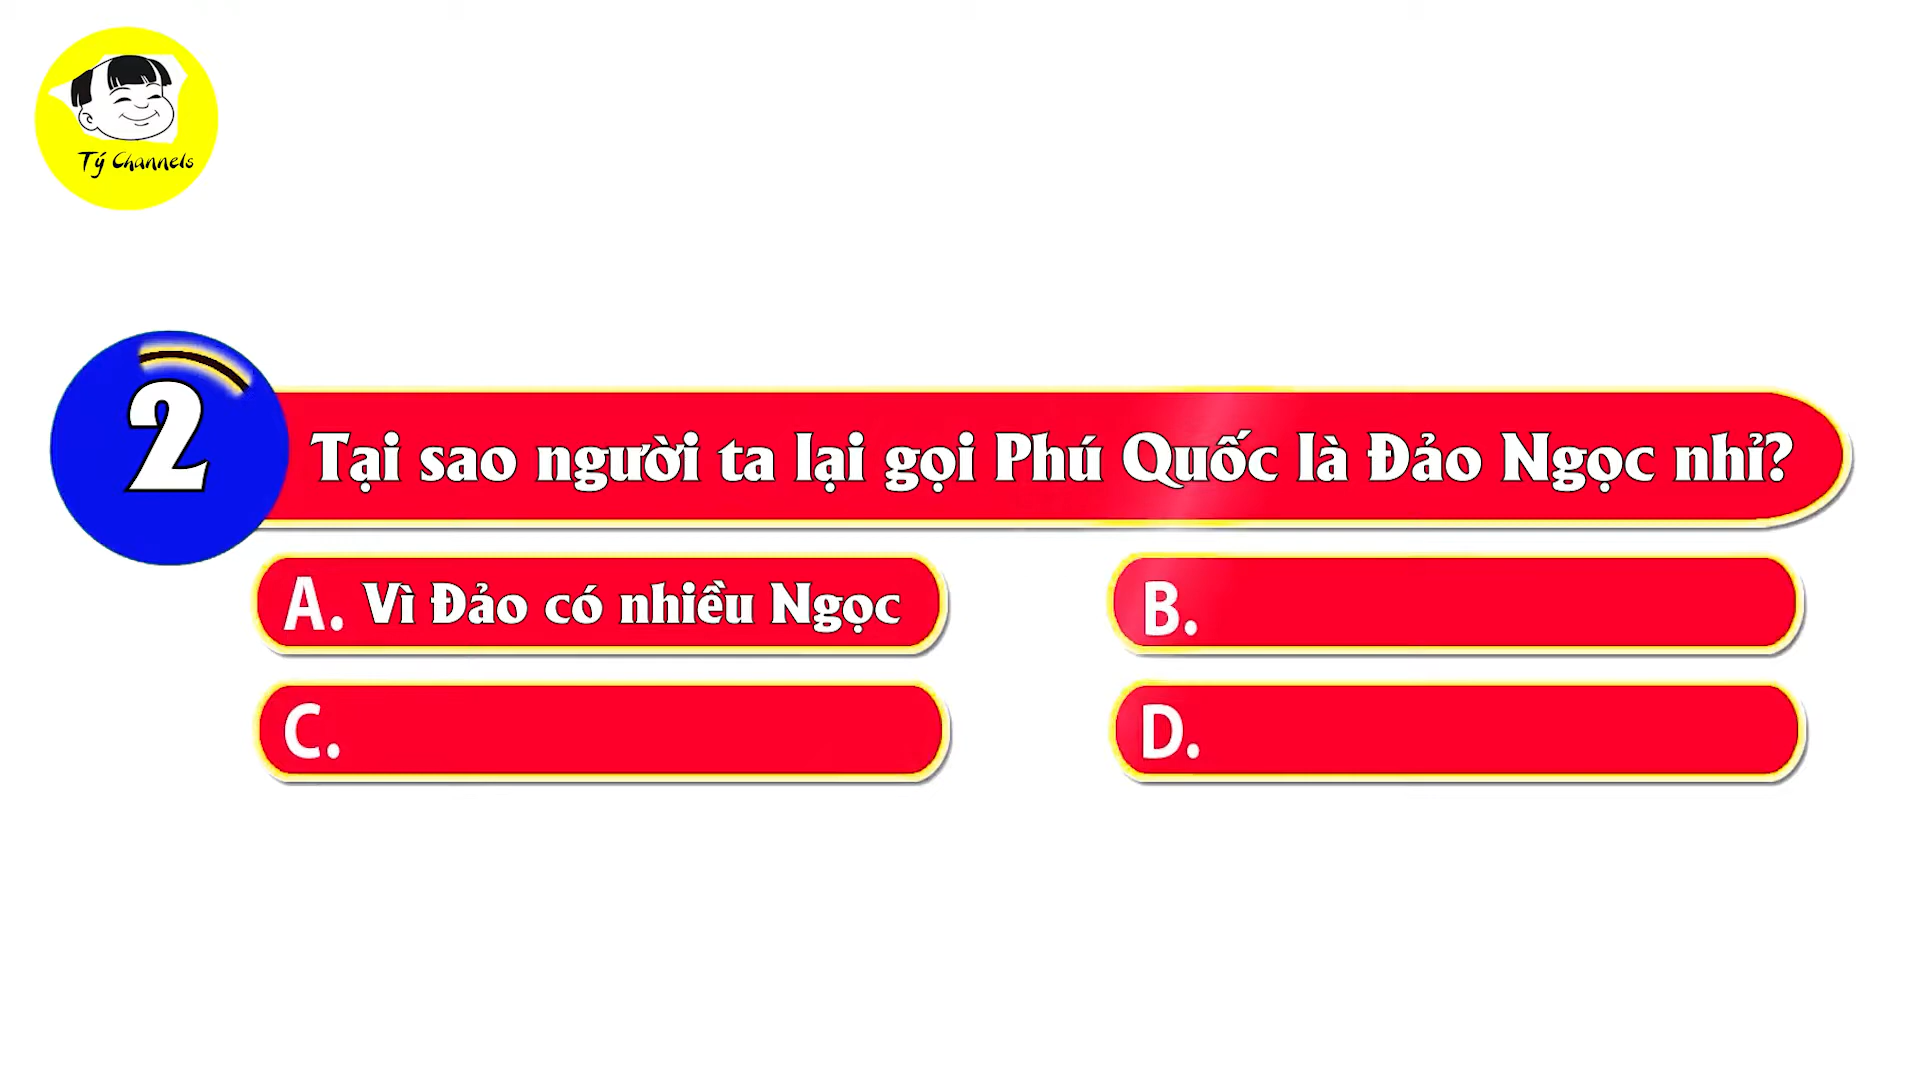 Tý Channels
2
Tại sao người ta lại gọi Phú Quốc là Đảo Ngọc nhỉ?
A. Vì Đảo có nhiều Ngọc
B.
C.
D.